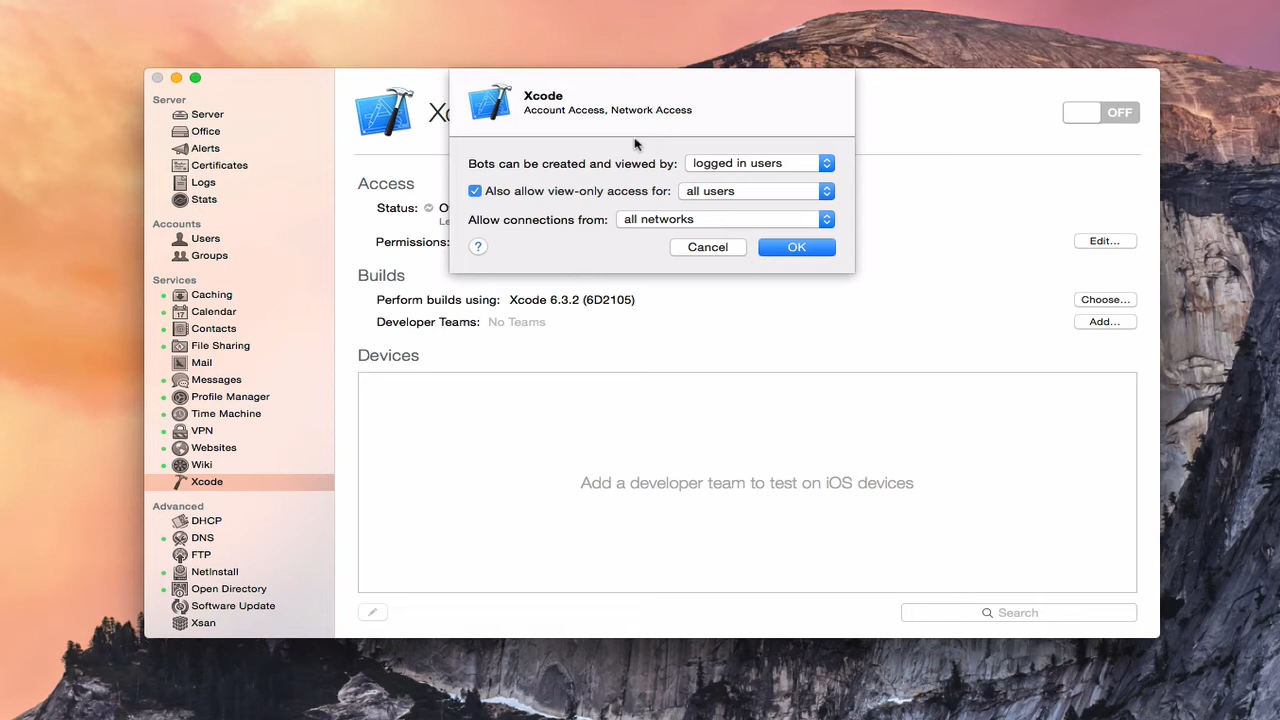 Server
Server
Office
Alerts
Certificates
Logs
Stats
Accounts
Users
Groups
Services
Caching
Calendar
Contacts
File Sharing
Mail
Messages
Profile Manager
Time Machine
VPN
Websites
Wiki
Xcode
Advanced
DHCP
DNS
FTP
NetInstall
Open Directory
Software Update
Xsan
OFF
Access
Status:
Permissions:
Edit...
Xcode
Account Access, Network Access
Bots can be created and viewed by: logged in users
Also allow view-only access for: all users
Allow connections from: all networks
? Cancel OK
Builds
Perform builds using: Xcode 6.3.2 (6D2105) Choose...
Developer Teams: No Teams Add...
Devices
Add a developer team to test on iOS devices
Search